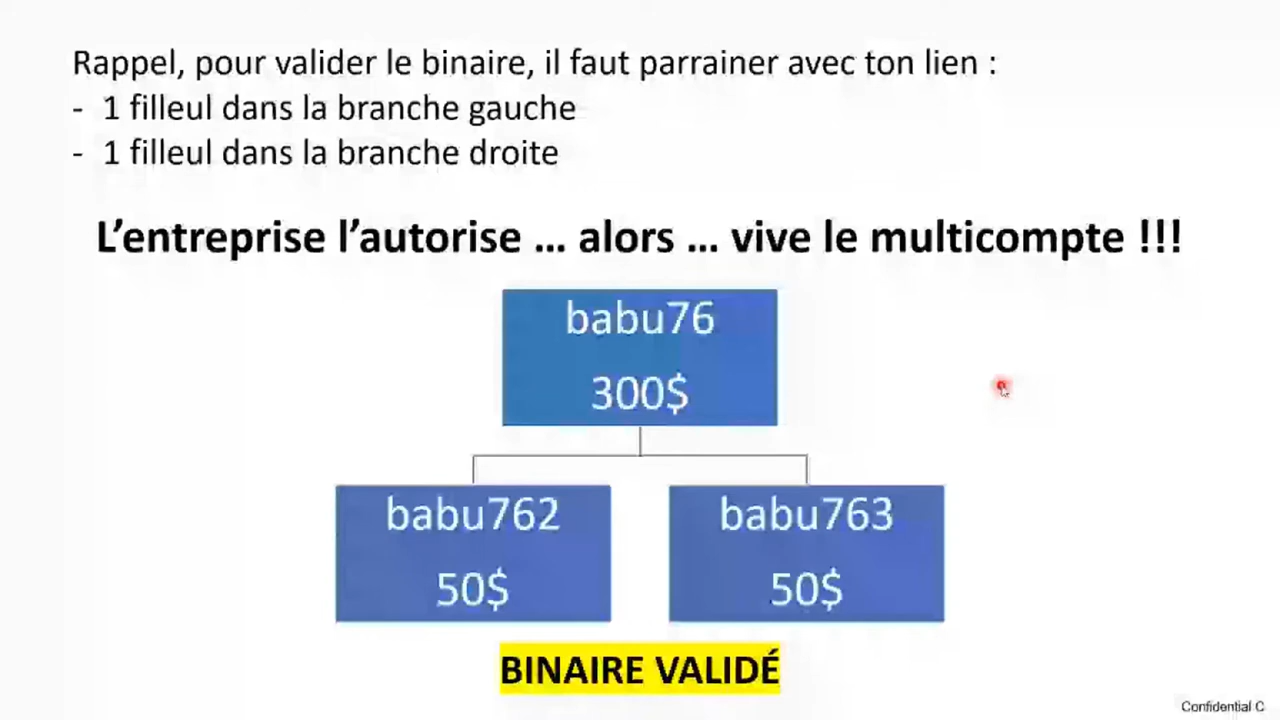 Rappel, pour valider le binaire, il faut parrainer avec ton lien :
- 1 filleul dans la branche gauche
- 1 filleul dans la branche droite
L’entreprise l’autorise … alors … vive le multicompte !!!
babu76
300$
babu762
50$
babu763
50$
BINAIRE VALIDÉ
Confidential C